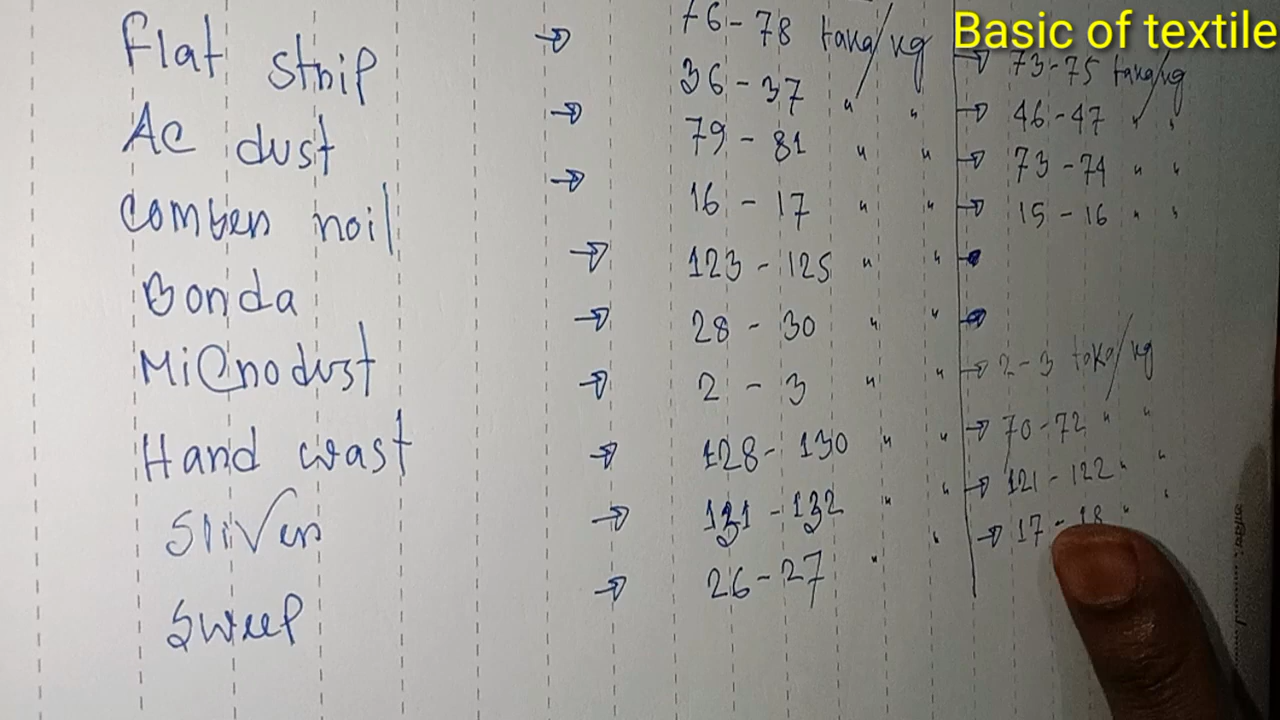 Basic of textile
Flat strip
AC dust
Comber noil
Bonda
Microdust
Hand wast
Sliver
Sweep
→ 76 - 78 taka/kg
→ 36 - 37 " "
→ 79 - 81 " "
→ 16 - 17 " "
→ 123 - 125 " "
→ 28 - 30 " "
→ 2 - 3 " "
→ 128 - 130 " "
→ 131 - 132 " "
26 - 27 " "
→ 73 - 75 taka/kg
→ 46 - 47 " "
→ 73 - 74 " "
→ 15 - 16 " "
→ 2 - 3 taka/kg
→ 70 - 72 " "
→ 121 - 122 " "
→ 17 - 18 "